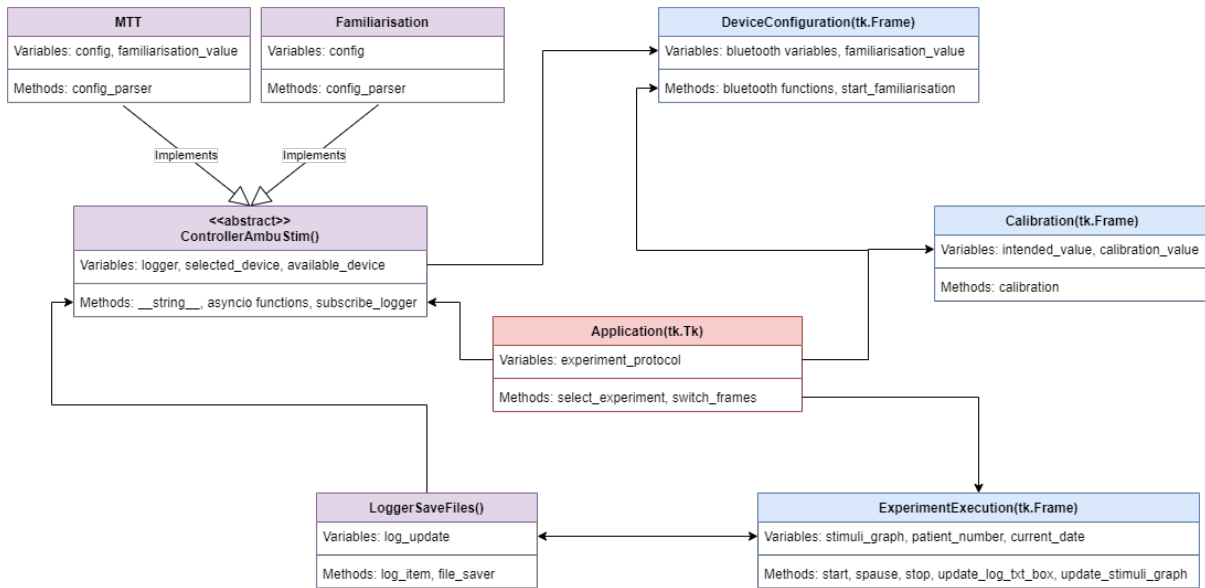 MTT
Variables: config, familiarisation_value
Methods: config_parser
Familiarisation
Variables: config
Methods: config_parser
DeviceConfiguration(tk.Frame)
Variables: bluetooth variables, familiarisation_value
Methods: bluetooth functions, start_familiarisation
Implements
Implements
<<abstract>>
ControllerAmbuStim()
Variables: logger, selected_device, available_device
Methods: __string__, asyncio functions, subscribe_logger
Calibration(tk.Frame)
Variables: intended_value, calibration_value
Methods: calibration
Application(tk.Tk)
Variables: experiment_protocol
Methods: select_experiment, switch_frames
LoggerSaveFiles()
Variables: log_update
Methods: log_item, file_saver
ExperimentExecution(tk.Frame)
Variables: stimuli_graph, patient_number, current_date
Methods: start, spause, stop, update_log_txt_box, update_stimuli_graph